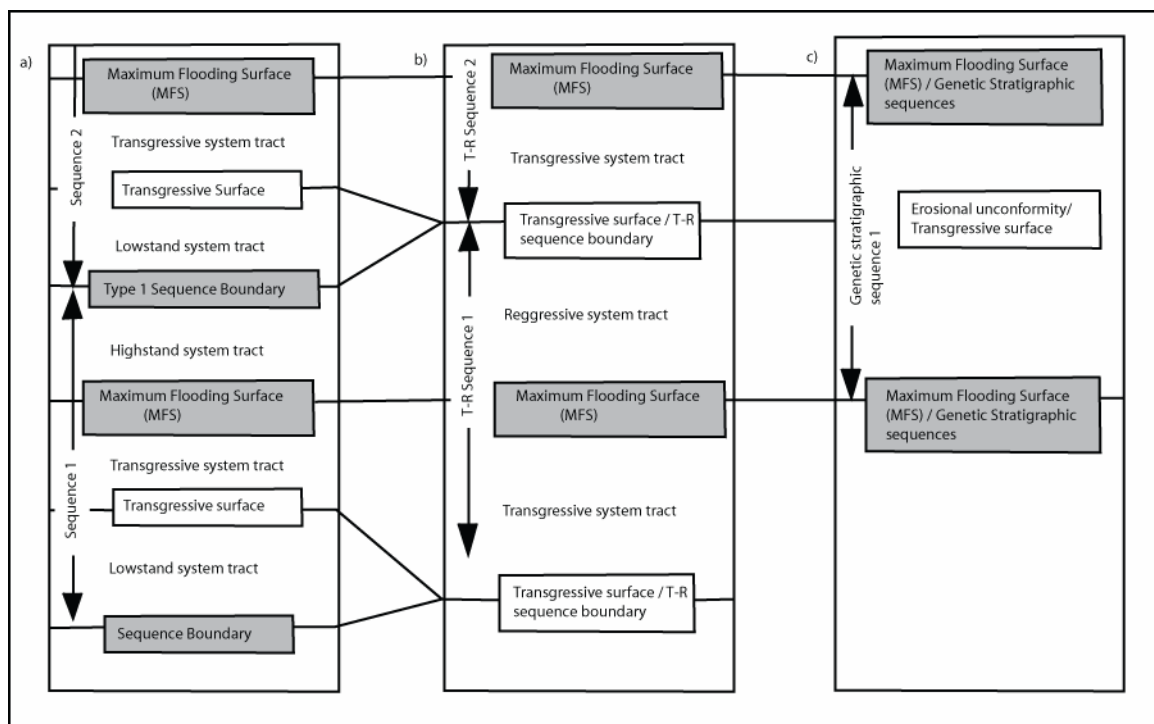 a)
Maximum Flooding Surface
(MFS)
Transgressive system tract
Transgressive Surface
Lowstand system tract
Type 1 Sequence Boundary
Highstand system tract
Maximum Flooding Surface
(MFS)
Transgressive system tract
Transgressive surface
Lowstand system tract
Sequence Boundary
Sequence 2
Sequence 1
b)
Maximum Flooding Surface
(MFS)
Transgressive system tract
Transgressive surface / T-R
sequence boundary
Reggressive system tract
Maximum Flooding Surface
(MFS)
Transgressive system tract
Transgressive surface / T-R
sequence boundary
T-R Sequence 2
T-R Sequence 1
c)
Maximum Flooding Surface
(MFS) / Genetic Stratigraphic
sequences
Erosional unconformity/
Transgressive surface
Maximum Flooding Surface
(MFS) / Genetic Stratigraphic
sequences
Genetic stratigraphic
sequence 1